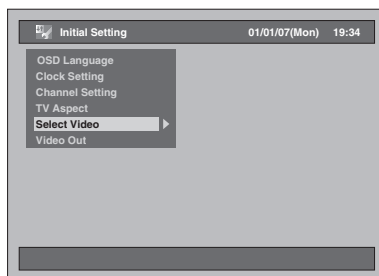 Initial Setting 01/01/07(Mon) 19:34
OSD Language
Clock Setting
Channel Setting
TV Aspect
Select Video
Video Out